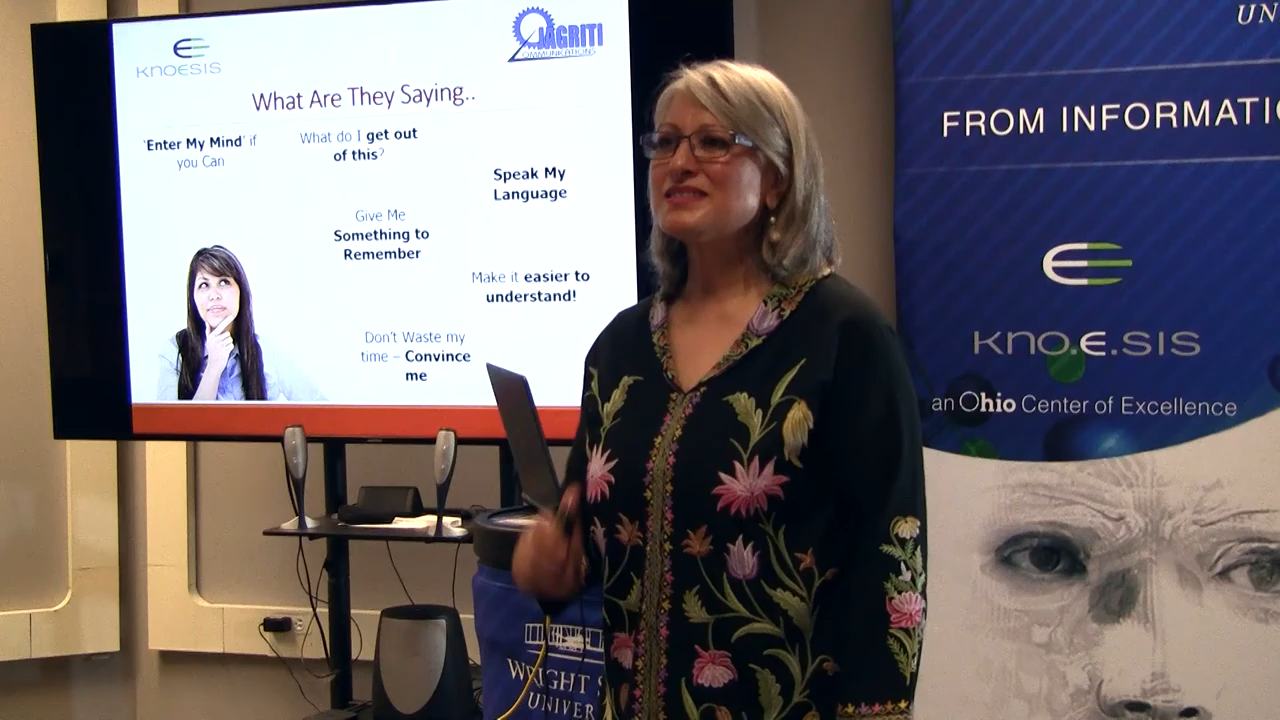 KNOESIS
JAGRITI
COMMUNICATIONS
What Are They Saying..
'Enter My Mind' if
you Can
What do I get out
of this?
Speak My
Language
Give Me
Something to
Remember
Make it easier to
understand!
Don't Waste my
time – Convince
me
UN
FROM INFORMATI
KNO.E.SIS
an Ohio Center of Excellence
WRIGHT S
UNIVER